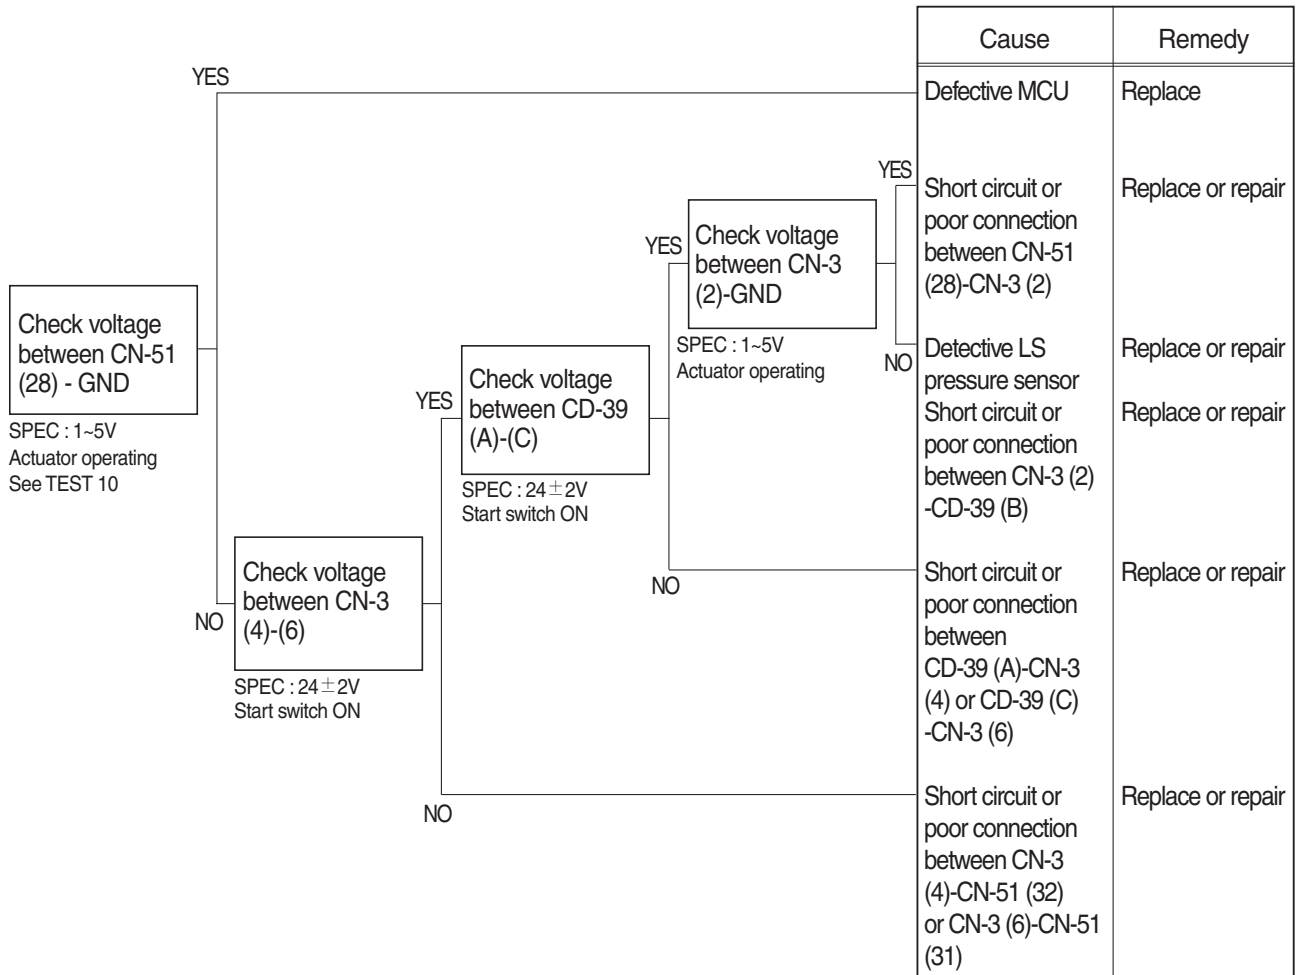 Cause
Remedy
YES
Defective MCU
Replace
YES
Short circuit or
poor connection
between CN-51
(28)-CN-3 (2)
Replace or repair
YES
Check voltage
between CN-3
(2)-GND
SPEC : 1~5V
Actuator operating
NO
Detective LS
pressure sensor
Replace or repair
Short circuit or
poor connection
between CN-3 (2)
-CD-39 (B)
Replace or repair
Check voltage
between CN-51
(28) - GND
SPEC : 1~5V
Actuator operating
See TEST 10
YES
Check voltage
between CD-39
(A)-(C)
SPEC : 24±2V
Start switch ON
NO
Short circuit or
poor connection
between
CD-39 (A)-CN-3
(4) or CD-39 (C)
-CN-3 (6)
Replace or repair
NO
Check voltage
between CN-3
(4)-(6)
SPEC : 24±2V
Start switch ON
NO
Short circuit or
poor connection
between CN-3
(4)-CN-51 (32)
or CN-3 (6)-CN-51
(31)
Replace or repair